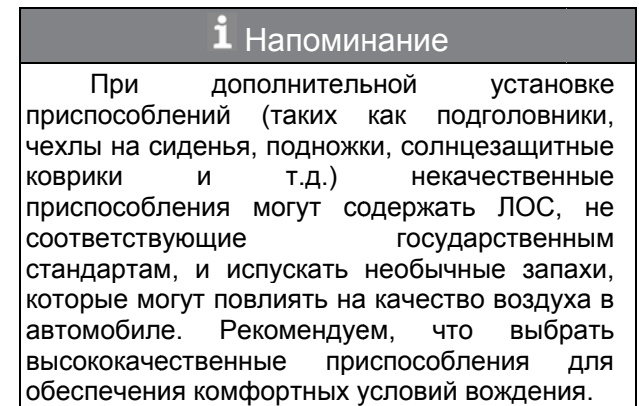 i Напоминание
При дополнительной установке
приспособлений (таких как подголовники,
чехлы на сиденья, подножки, солнцезащитные
коврики и т.д.) некачественные
приспособления могут содержать ЛОС, не
соответствующие государственным
стандартам, и испускать необычные запахи,
которые могут повлиять на качество воздуха в
автомобиле. Рекомендуем, что выбрать
высококачественные приспособления для
обеспечения комфортных условий вождения.